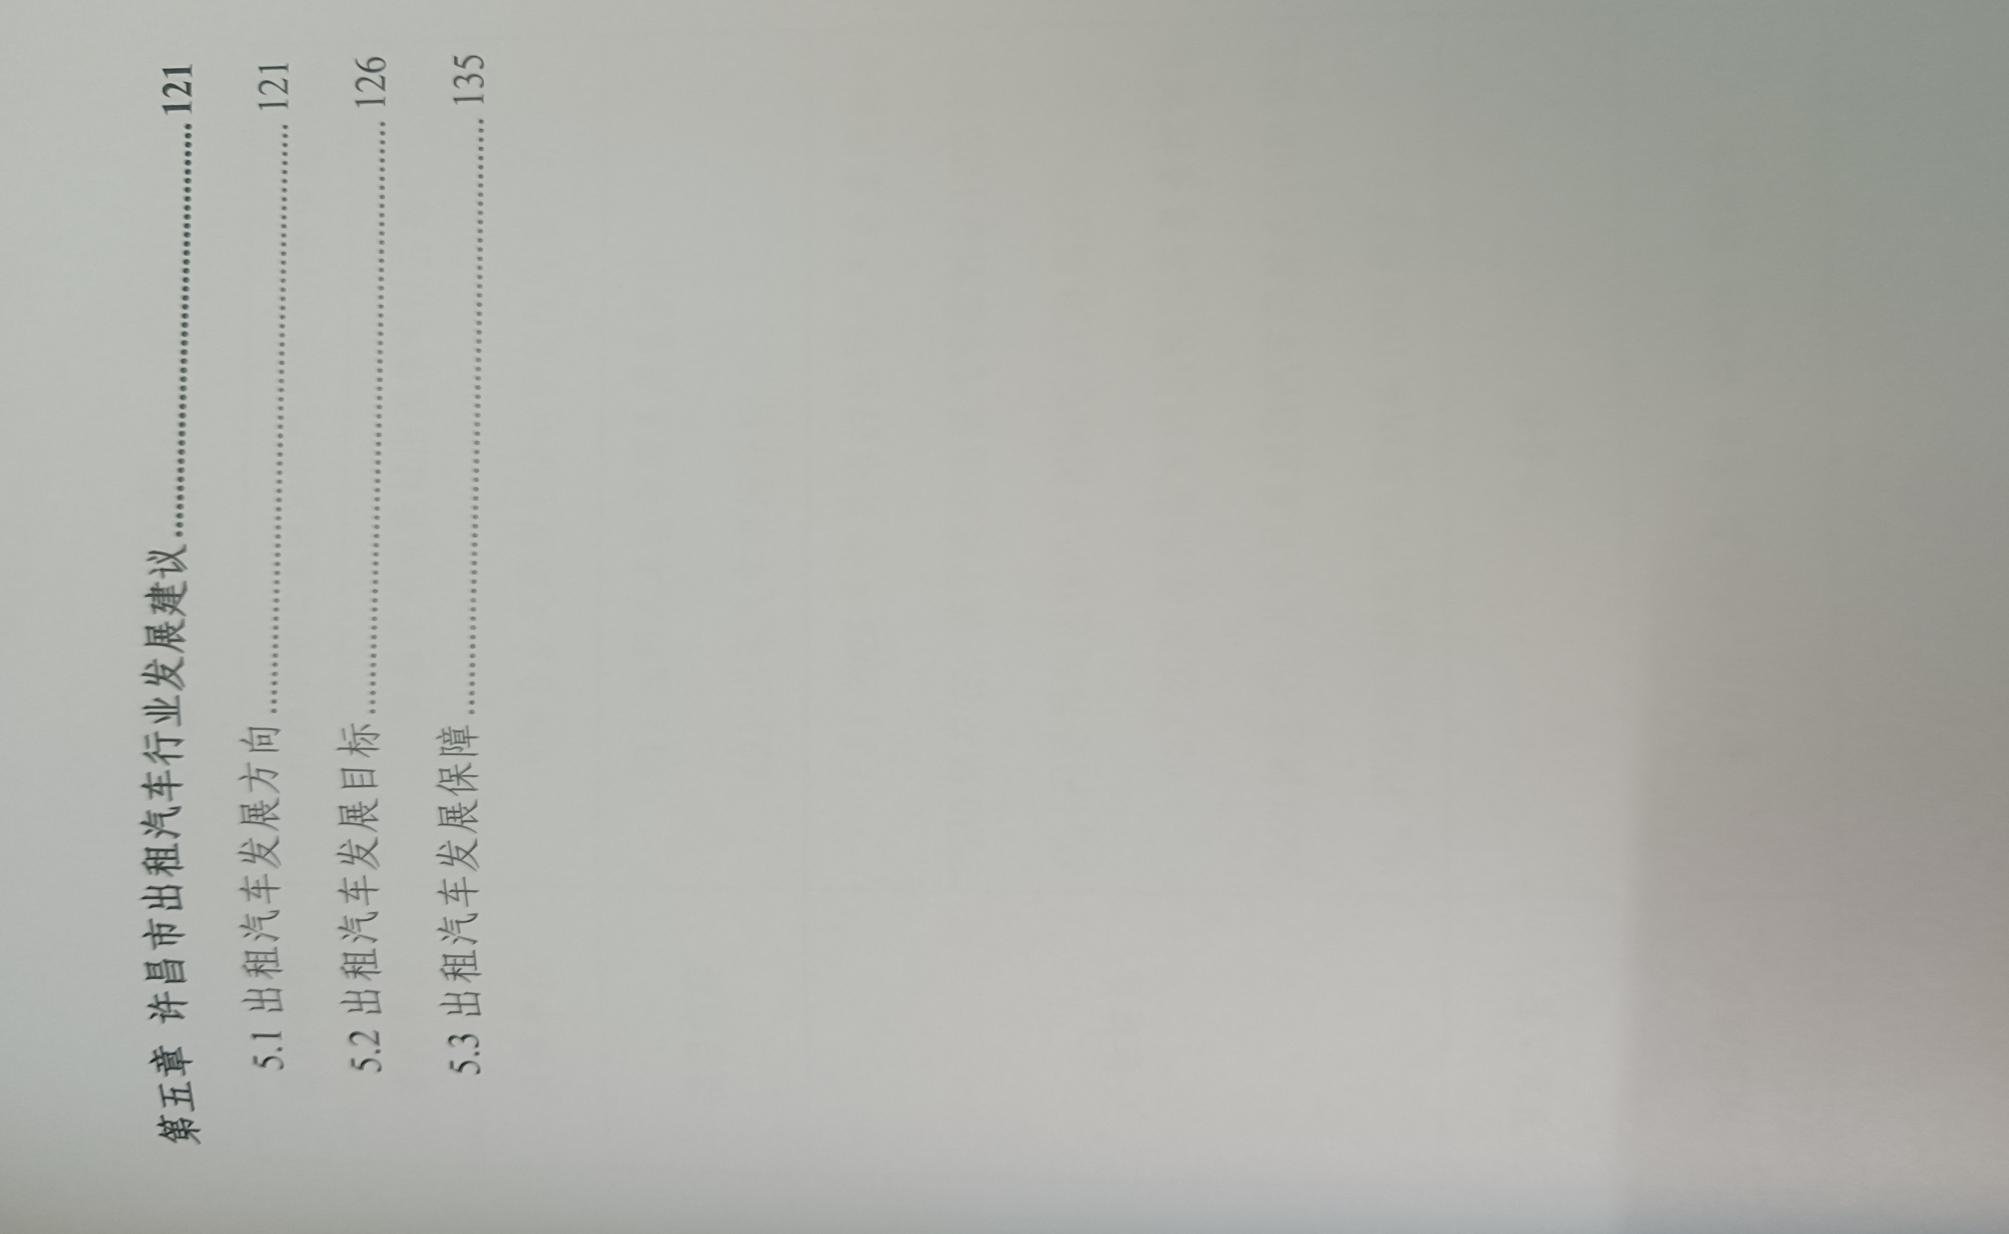 第五章 许昌市出租汽车行业发展建议........................................121
5.1 出租汽车发展方向............................................................121
5.2 出租汽车发展目标............................................................126
5.3 出租汽车发展保障............................................................135